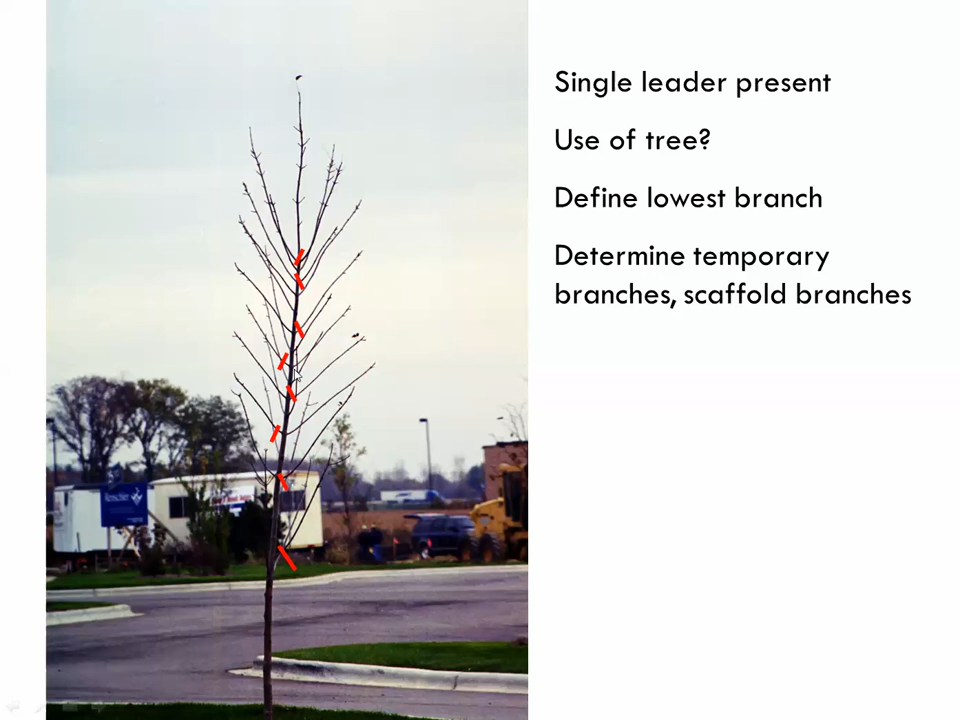 Single leader present
Use of tree?
Define lowest branch
Determine temporary
branches, scaffold branches